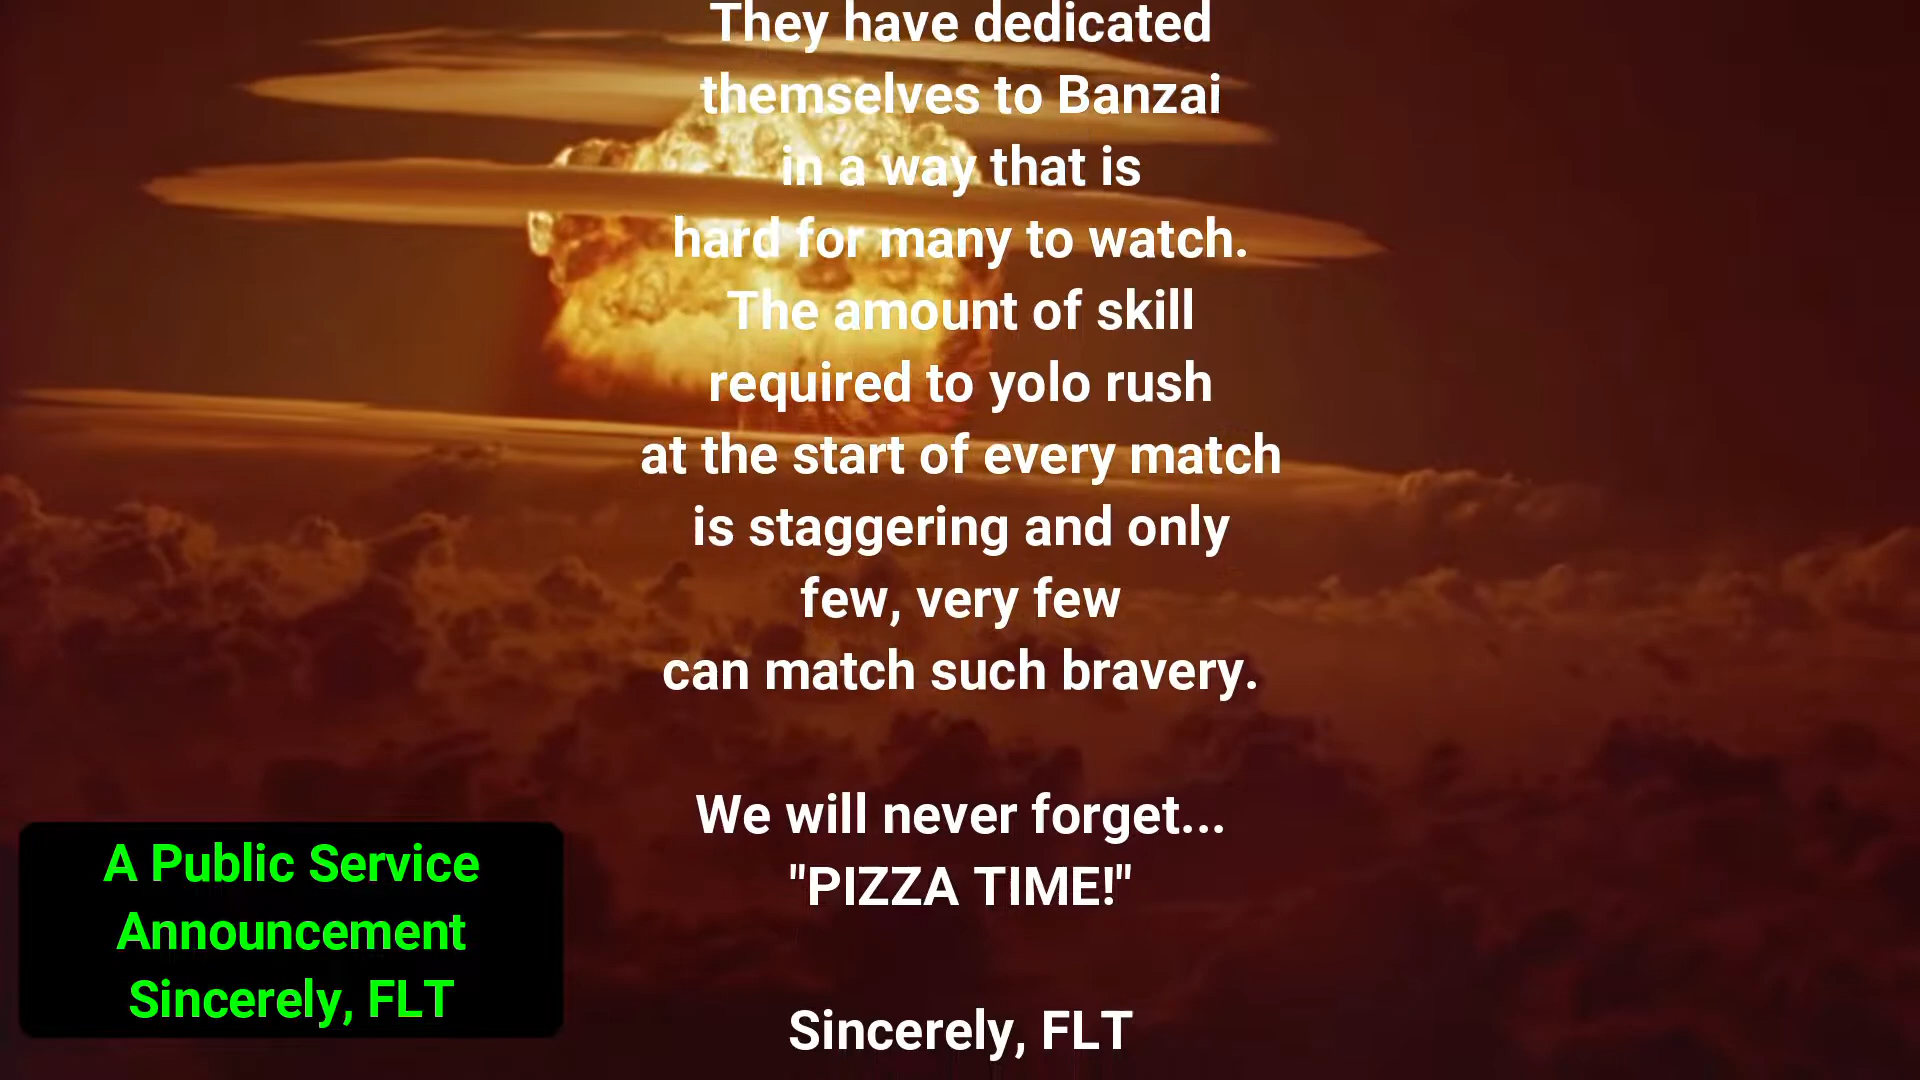 They have dedicated
themselves to Banzai
in a way that is
hard for many to watch.
The amount of skill
required to yolo rush
at the start of every match
is staggering and only
few, very few
can match such bravery.
We will never forget...
"PIZZA TIME!"
Sincerely, FLT
A Public Service
Announcement
Sincerely, FLT